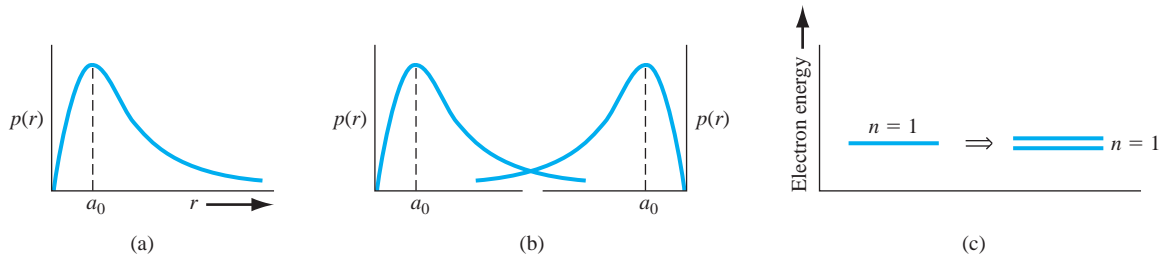 p(r)
a0
r
(a)
p(r)
a0
a0
p(r)
(b)
Electron energy
n = 1
⇒
n = 1
(c)